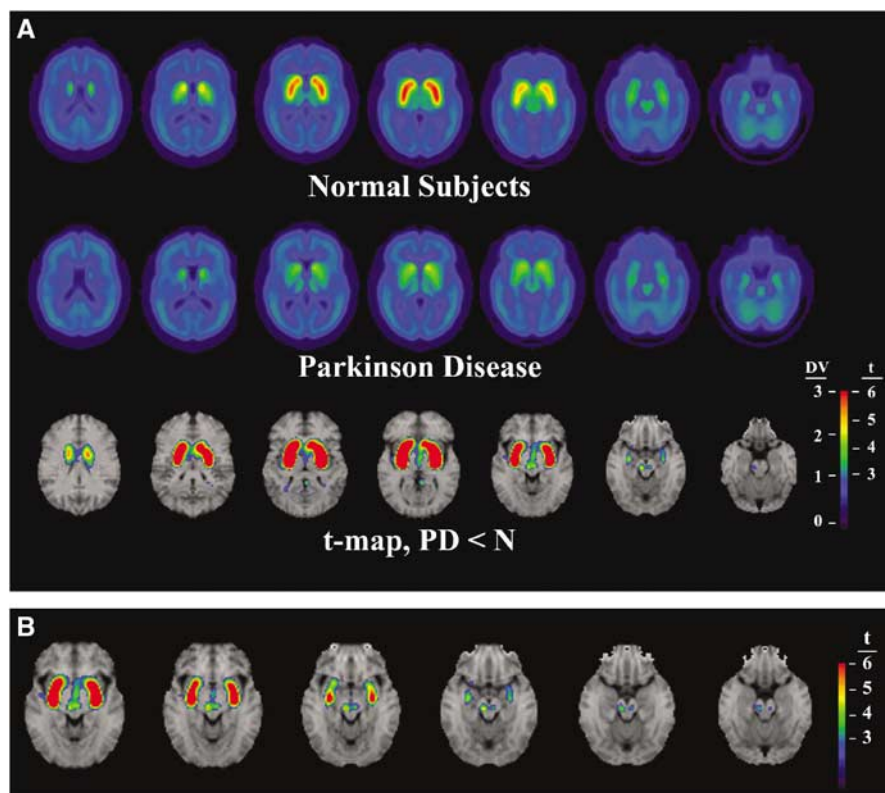 A
Normal Subjects
Parkinson Disease
DV t
3 6
5
2 4
1 3
0
t-map, PD < N
B
t
6
5
4
3